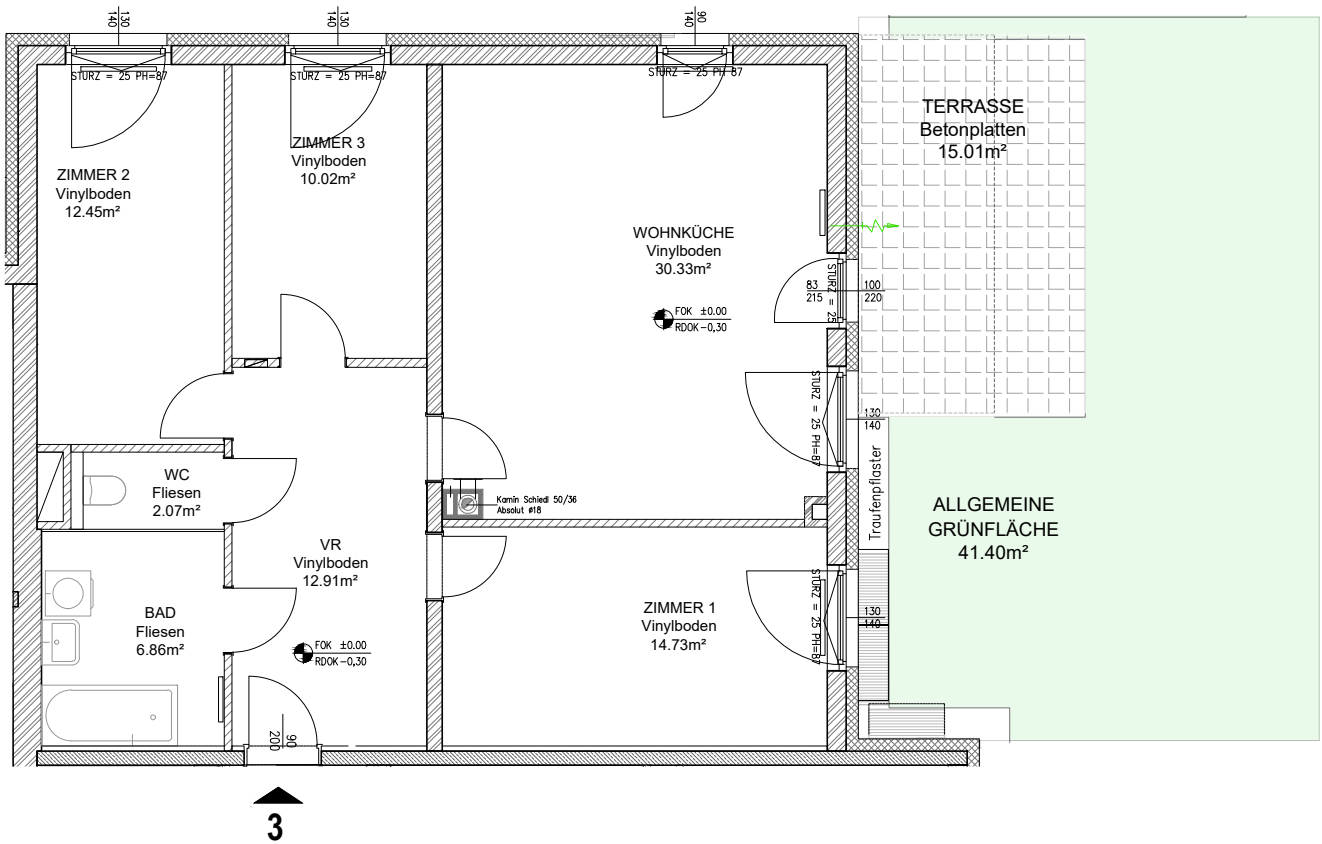 130
140
130
140
90
140
STURZ = 25 PH=87
STURZ = 25 PH=87
STURZ = 25 PH 87
TERRASSE
Betonplatten
15.01m²
ZIMMER 3
Vinylboden
10.02m²
ZIMMER 2
Vinylboden
12.45m²
WOHNKÜCHE
Vinylboden
30.33m²
STURZ = 25
83
215
100
220
FOK ±0.00
RDOK-0,30
STURZ = 25 PH=87
130
140
Traufenpflaster
WC
Fliesen
2.07m²
Kamin Schiedl 50/36
Absolut ø18
ALLGEMEINE
GRÜNFLÄCHE
41.40m²
VR
Vinylboden
12.91m²
BAD
Fliesen
6.86m²
ZIMMER 1
Vinylboden
14.73m²
STURZ = 25 PH=87
130
140
FOK ±0.00
RDOK-0,30
90
200
3